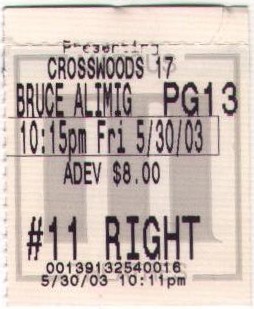 Presenting
CROSSWOODS 17
BRUCE ALIMIG PG13
10:15pm Fri 5/30/03
ADEV $8.00
#11 RIGHT
00139132540016
5/30/03 10:11pm